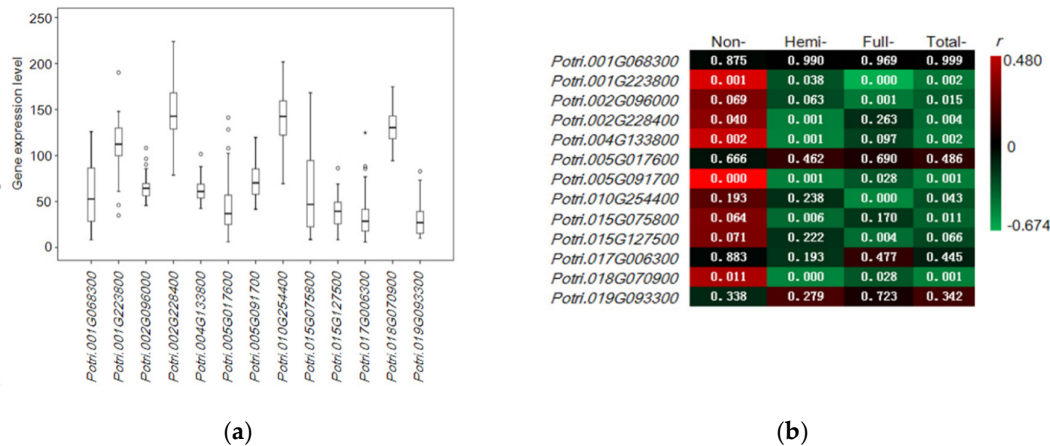 250
200
150
100
50
0
Gene expression level
Potri.001G068300
Potri.001G223800
Potri.002G096000
Potri.002G228400
Potri.004G133800
Potri.005G017600
Potri.005G091700
Potri.010G254400
Potri.015G075800
Potri.015G127500
Potri.017G006300
Potri.018G070900
Potri.019G093300
(a)
Non- Hemi- Full- Total- r
Potri.001G068300 0.875 0.990 0.969 0.999
Potri.001G223800 0.001 0.038 0.000 0.002
Potri.002G096000 0.069 0.063 0.001 0.015
Potri.002G228400 0.040 0.001 0.263 0.004
Potri.004G133800 0.002 0.001 0.097 0.002
Potri.005G017600 0.666 0.462 0.690 0.486
Potri.005G091700 0.000 0.001 0.028 0.001
Potri.010G254400 0.193 0.238 0.000 0.043
Potri.015G075800 0.064 0.006 0.170 0.011
Potri.015G127500 0.071 0.222 0.004 0.066
Potri.017G006300 0.883 0.193 0.477 0.445
Potri.018G070900 0.011 0.000 0.028 0.001
Potri.019G093300 0.338 0.279 0.723 0.342
0.480
0
-0.674
(b)